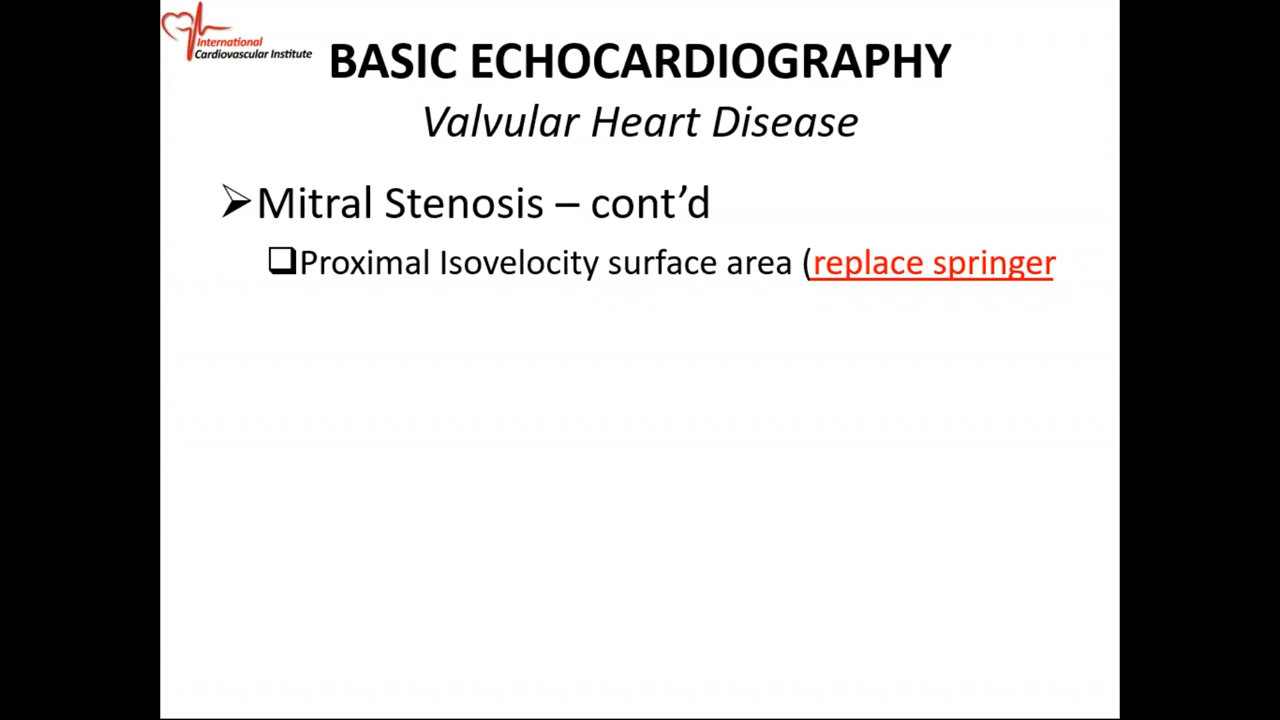 International
Cardiovascular Institute
BASIC ECHOCARDIOGRAPHY
Valvular Heart Disease
Mitral Stenosis – cont’d
Proximal Isovelocity surface area (replace springer